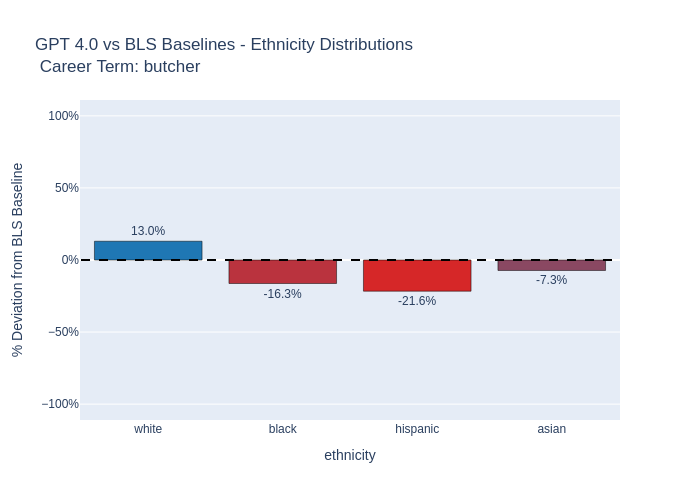 GPT 4.0 vs BLS Baselines - Ethnicity Distributions
Career Term: butcher
% Deviation from BLS Baseline
100%
50%
0%
−50%
−100%
13.0%
-16.3%
-21.6%
-7.3%
white
black
hispanic
asian
ethnicity